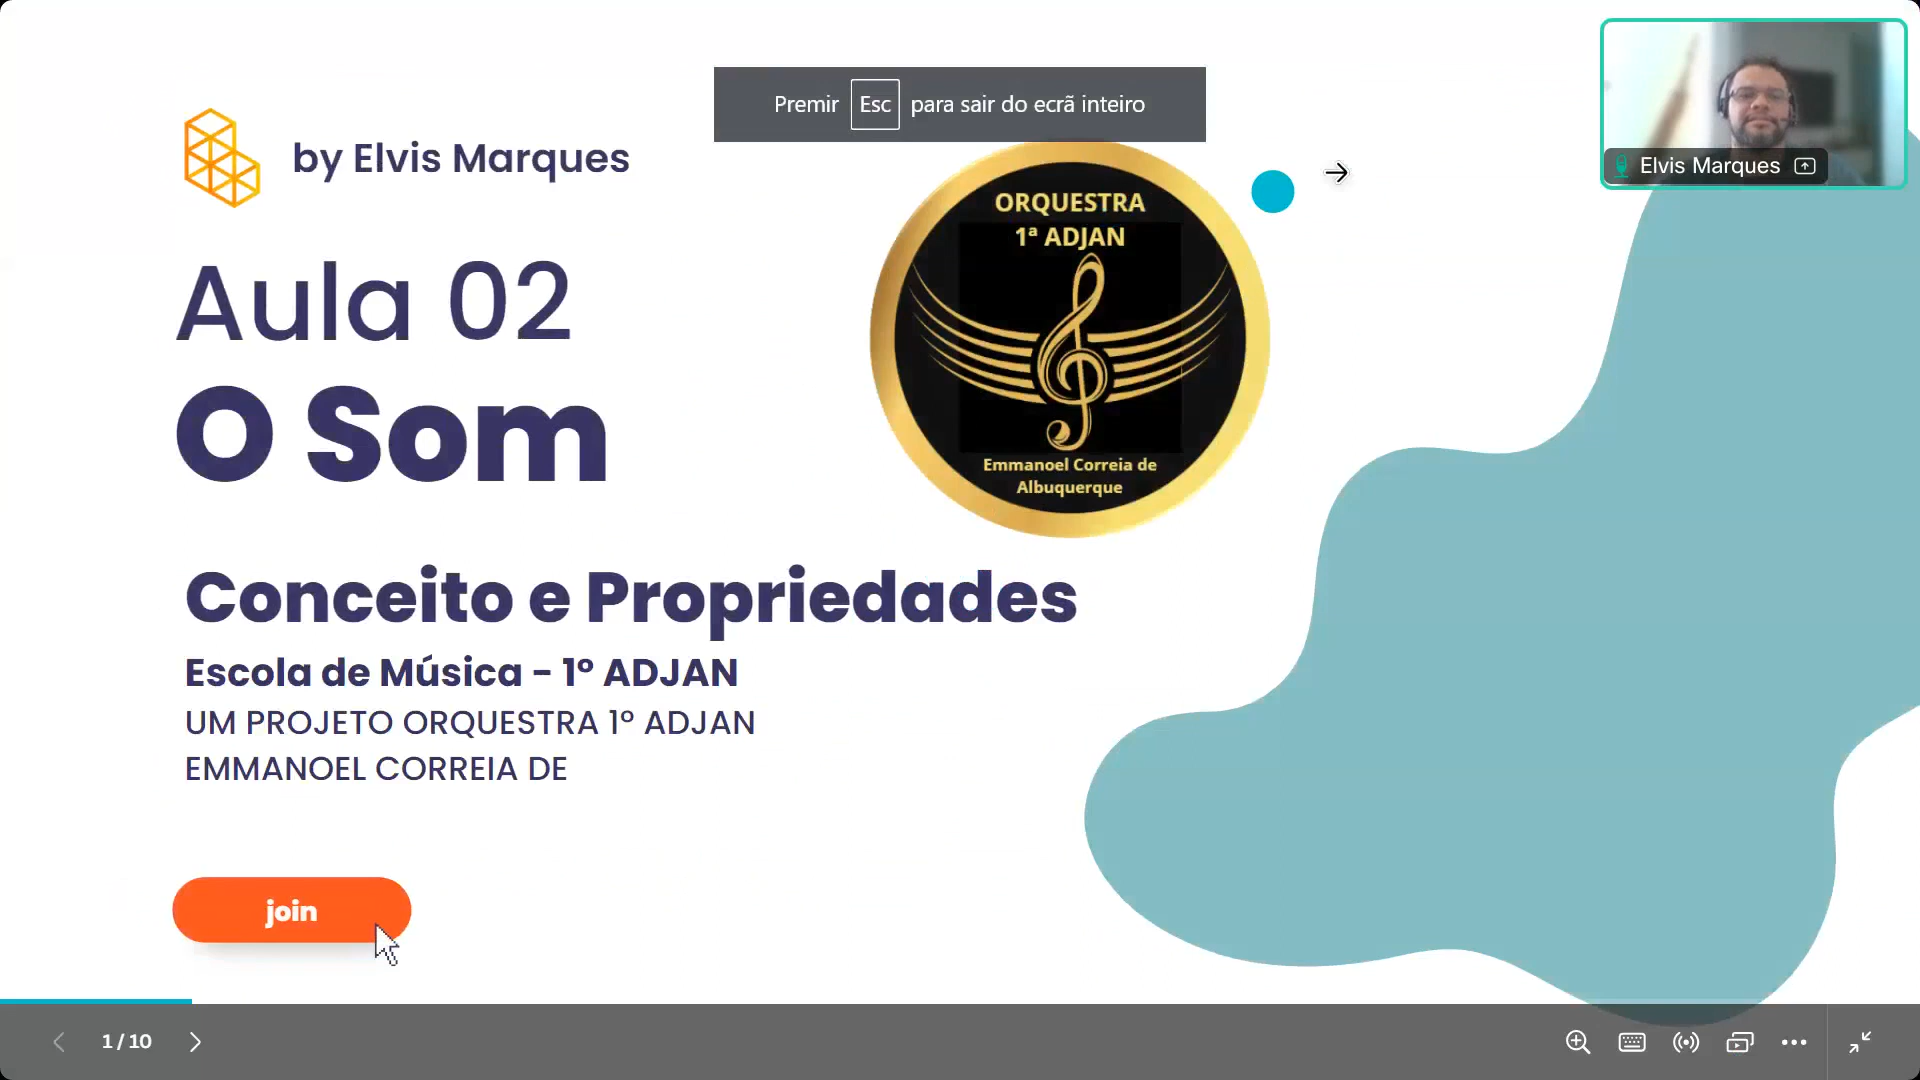 Premir Esc para sair do ecrã inteiro
by Elvis Marques
Elvis Marques
ORQUESTRA
1ª ADJAN
Emmanoel Correia de
Albuquerque
Aula 02
O Som
Conceito e Propriedades
Escola de Música - 1º ADJAN
UM PROJETO ORQUESTRA 1º ADJAN
EMMANOEL CORREIA DE
join
1 / 10